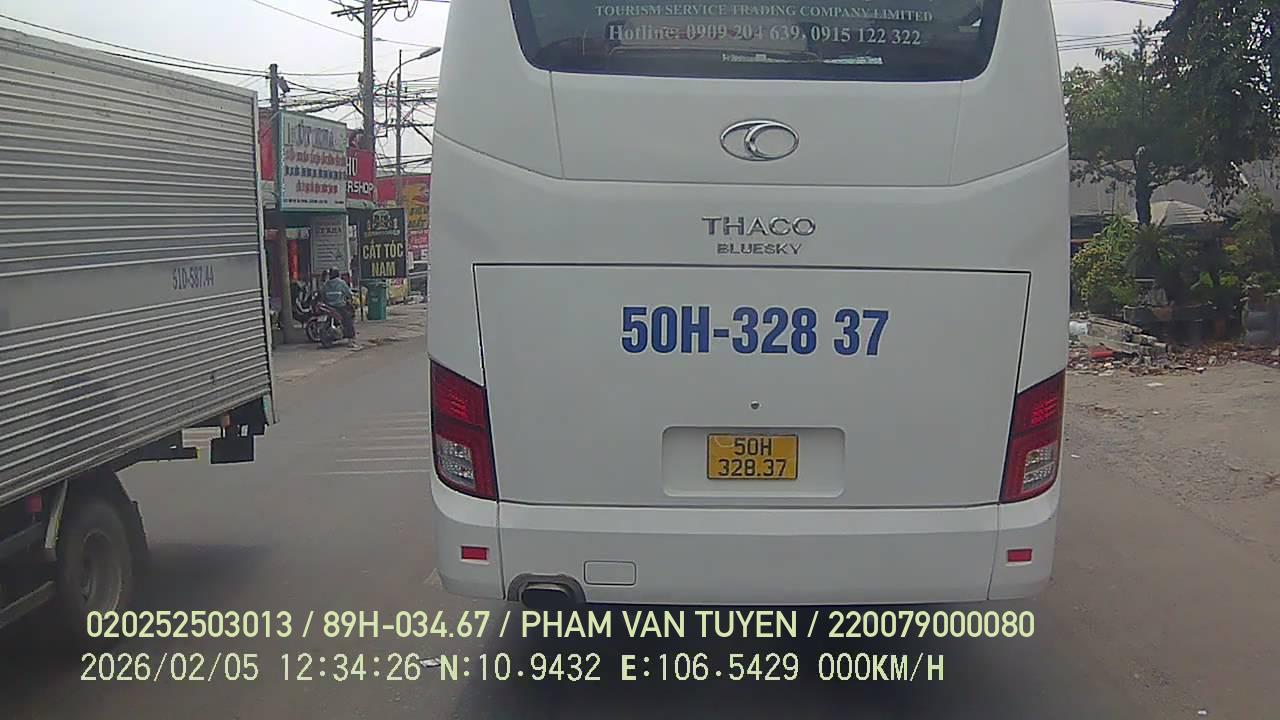 TOURISM SERVICE TRADING COMPANY LIMITED
Hotline: 0909 204 639, 0915 122 322
THACO
BLUESKY
50H-328 37
50H
328.37
51D-587.44
SHOP
CẮT TÓC
NAM
020252503013 / 89H-034.67 / PHAM VAN TUYEN / 220079000080
2026/02/05 12:34:26 N:10.9432 E:106.5429 000KM/H